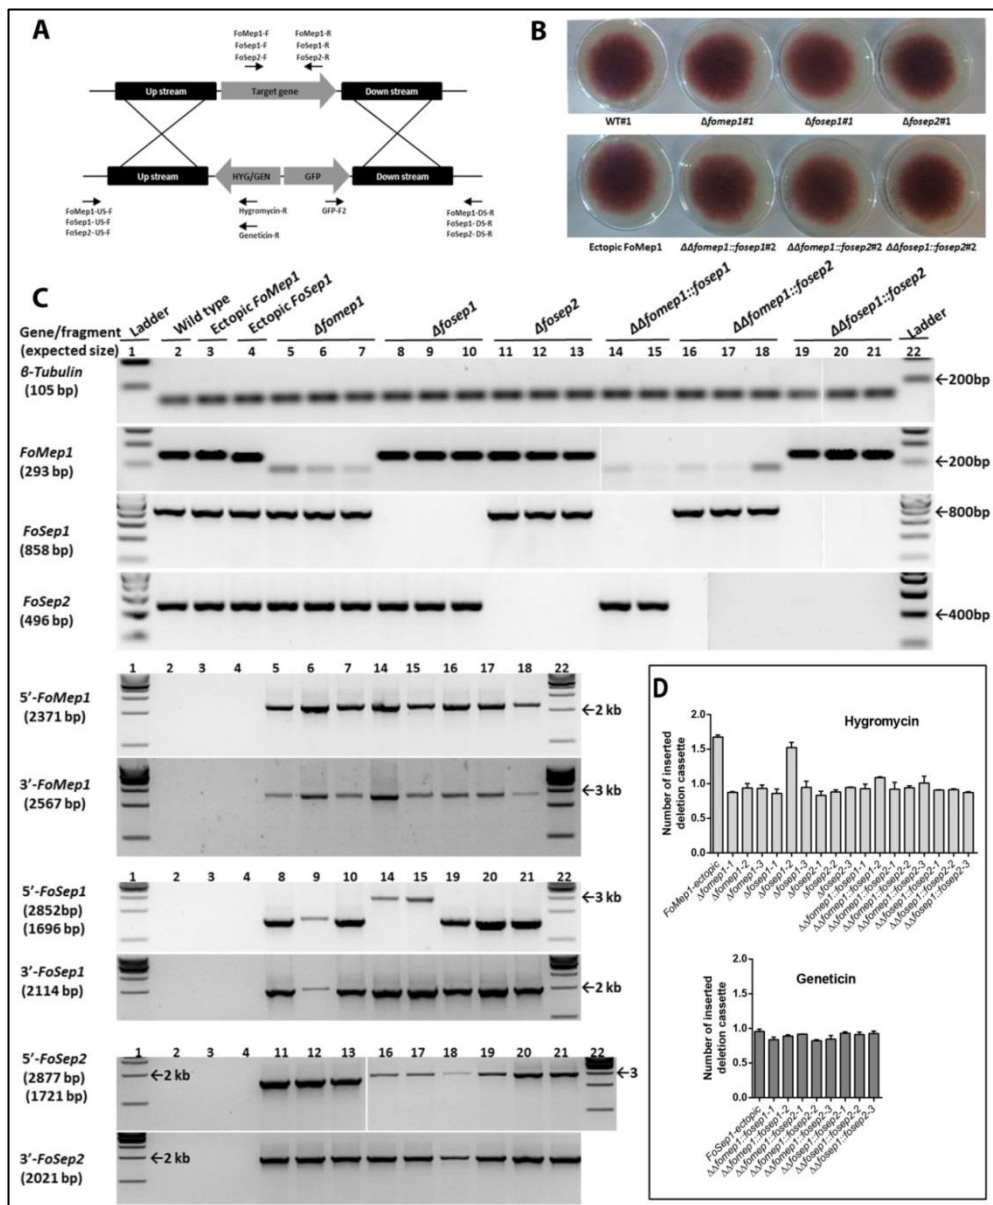 A
FoMep1-F
FoSep1-F
FoSep2-F
FoMep1-R
FoSep1-R
FoSep2-R
Up stream
Target gene
Down stream
Up stream
HYG/GEN
GFP
Down stream
FoMep1-US-F
FoSep1- US-F
FoSep2- US-F
Hygromycin-R
Geneticin-R
GFP-F2
FoMep1-DS-R
FoSep1- DS-R
FoSep2- DS-R
B
WT#1
Δfomep1#1
Δfosep1#1
Δfosep2#1
Ectopic FoMep1
ΔΔfomep1::fosep1#2
ΔΔfomep1::fosep2#2
ΔΔfosep1::fosep2#2
C
Ladder
Wild type
Ectopic FoMep1
Ectopic FoSep1
Δfomep1
Δfosep1
Δfosep2
ΔΔfomep1::fosep1
ΔΔfomep1::fosep2
ΔΔfosep1::fosep2
Ladder
Gene/fragment
(expected size)
1 2 3 4 5 6 7 8 9 10 11 12 13 14 15 16 17 18 19 20 21 22
β-Tubulin
(105 bp)
←200bp
FoMep1
(293 bp)
←200bp
FoSep1
(858 bp)
←800bp
FoSep2
(496 bp)
←400bp
1 2 3 4 5 6 7 14 15 16 17 18 22
5′-FoMep1
(2371 bp)
←2 kb
3′-FoMep1
(2567 bp)
←3 kb
1 2 3 4 8 9 10 14 15 19 20 21 22
5′-FoSep1
(2852bp)
(1696 bp)
←3 kb
3′-FoSep1
(2114 bp)
←2 kb
1 2 3 4 11 12 13 16 17 18 19 20 21 22
5′-FoSep2
(2877 bp)
(1721 bp)
←2 kb
←3
3′-FoSep2
(2021 bp)
←2 kb
D
Hygromycin
Number of inserted
deletion cassette
2.0
1.5
1.0
0.5
0.0
FoMep1-ectopic
Δfomep1-1
Δfomep1-2
Δfomep1-3
Δfosep1-1
Δfosep1-2
Δfosep1-3
Δfosep2-1
Δfosep2-2
Δfosep2-3
ΔΔfomep1::fosep1-1
ΔΔfomep1::fosep1-2
ΔΔfomep1::fosep2-1
ΔΔfomep1::fosep2-2
ΔΔfomep1::fosep2-3
ΔΔfosep1::fosep2-1
ΔΔfosep1::fosep2-2
ΔΔfosep1::fosep2-3
Geneticin
Number of inserted
deletion cassette
2.0
1.5
1.0
0.5
0.0
FoSep1-ectopic
ΔΔfomep1::fosep1-1
ΔΔfomep1::fosep1-2
ΔΔfomep1::fosep2-1
ΔΔfomep1::fosep2-2
ΔΔfomep1::fosep2-3
ΔΔfosep1::fosep2-1
ΔΔfosep1::fosep2-2
ΔΔfosep1::fosep2-3